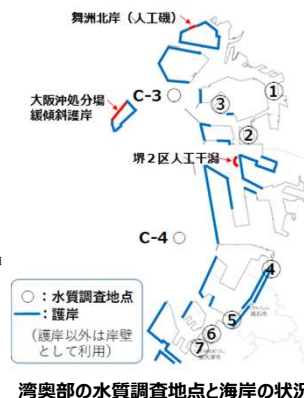 舞洲北岸（人工磯）
①
大阪沖処分場
緩傾斜護岸
C-3
③
②
堺２区人工干潟
C-4
④
⑤
⑥
⑦
○：水質調査地点
━：護岸
（護岸以外は岸壁
として利用）
湾奥部の水質調査地点と海岸の状況